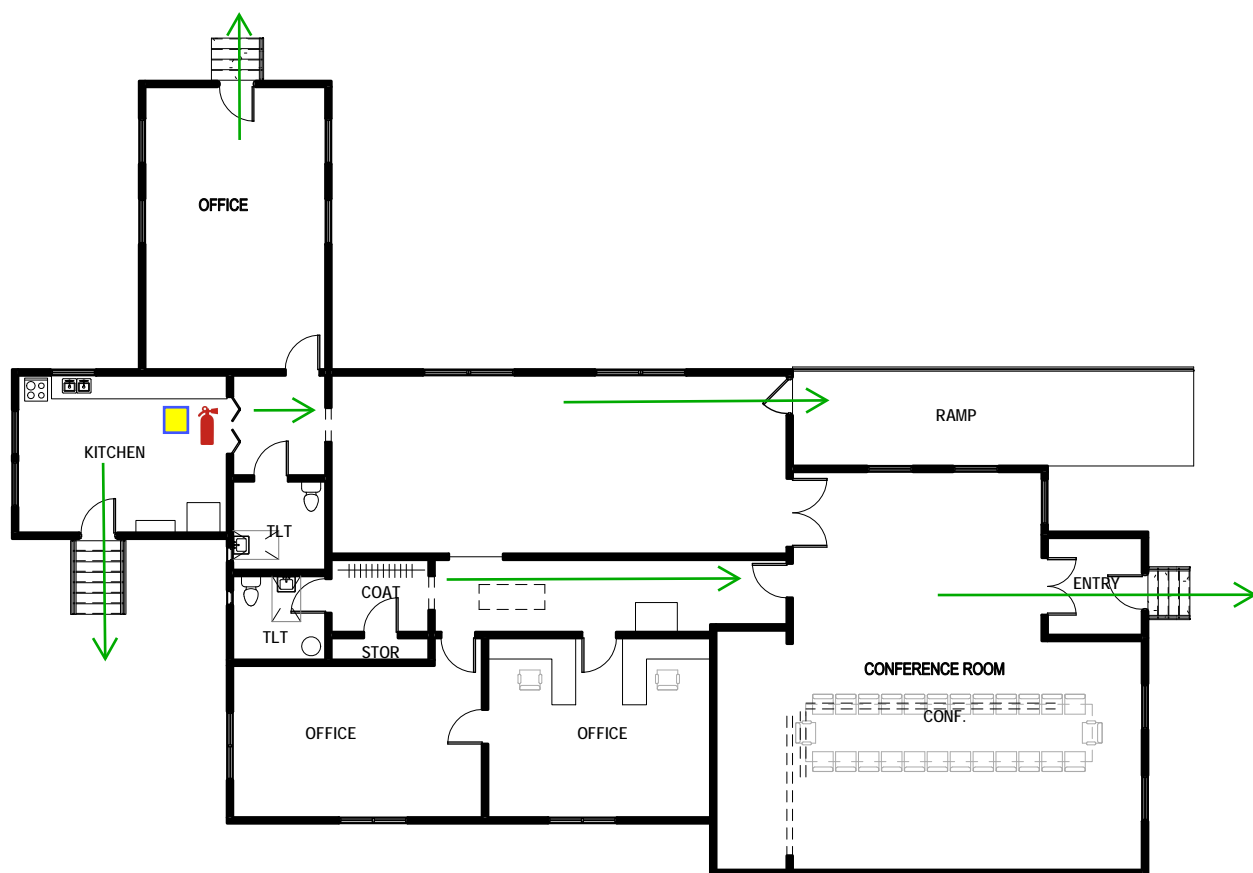 OFFICE
RAMP
KITCHEN
TLT
COAT
ENTRY
TLT
STOR
CONFERENCE ROOM
CONF.
OFFICE
OFFICE